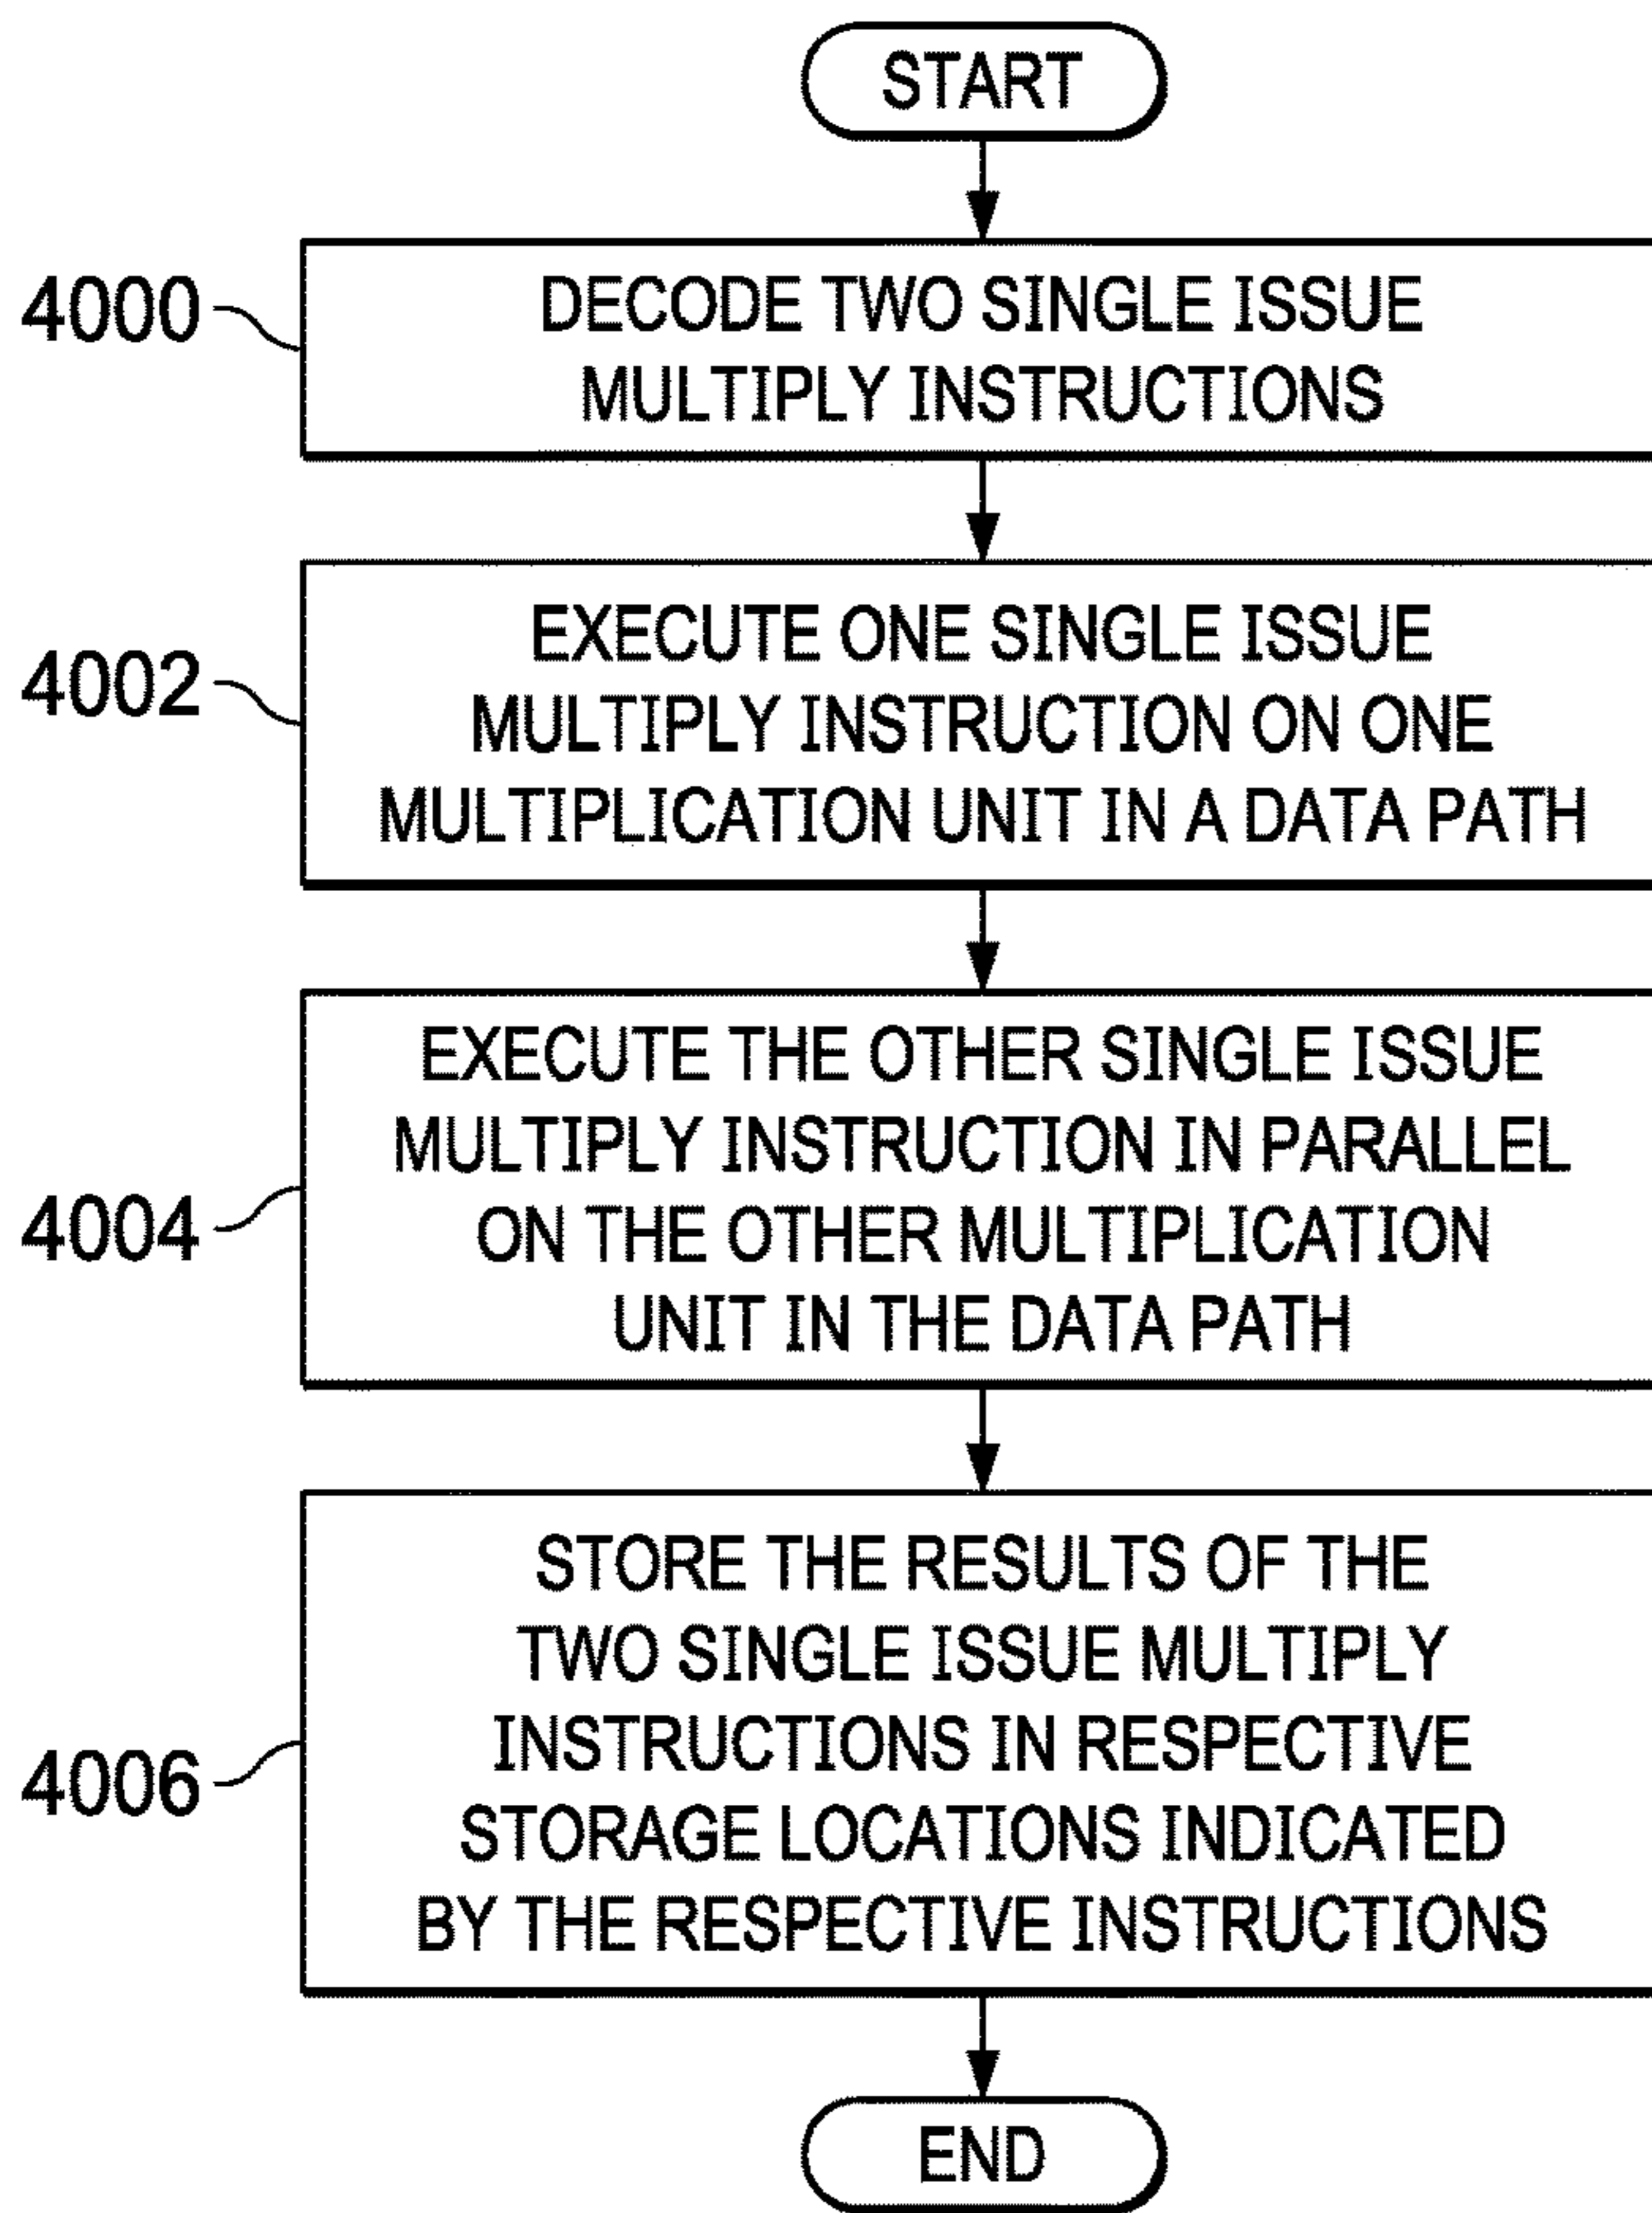 START
4000
DECODE TWO SINGLE ISSUE
MULTIPLY INSTRUCTIONS
4002
EXECUTE ONE SINGLE ISSUE
MULTIPLY INSTRUCTION ON ONE
MULTIPLICATION UNIT IN A DATA PATH
4004
EXECUTE THE OTHER SINGLE ISSUE
MULTIPLY INSTRUCTION IN PARALLEL
ON THE OTHER MULTIPLICATION
UNIT IN THE DATA PATH
4006
STORE THE RESULTS OF THE
TWO SINGLE ISSUE MULTIPLY
INSTRUCTIONS IN RESPECTIVE
STORAGE LOCATIONS INDICATED
BY THE RESPECTIVE INSTRUCTIONS
END